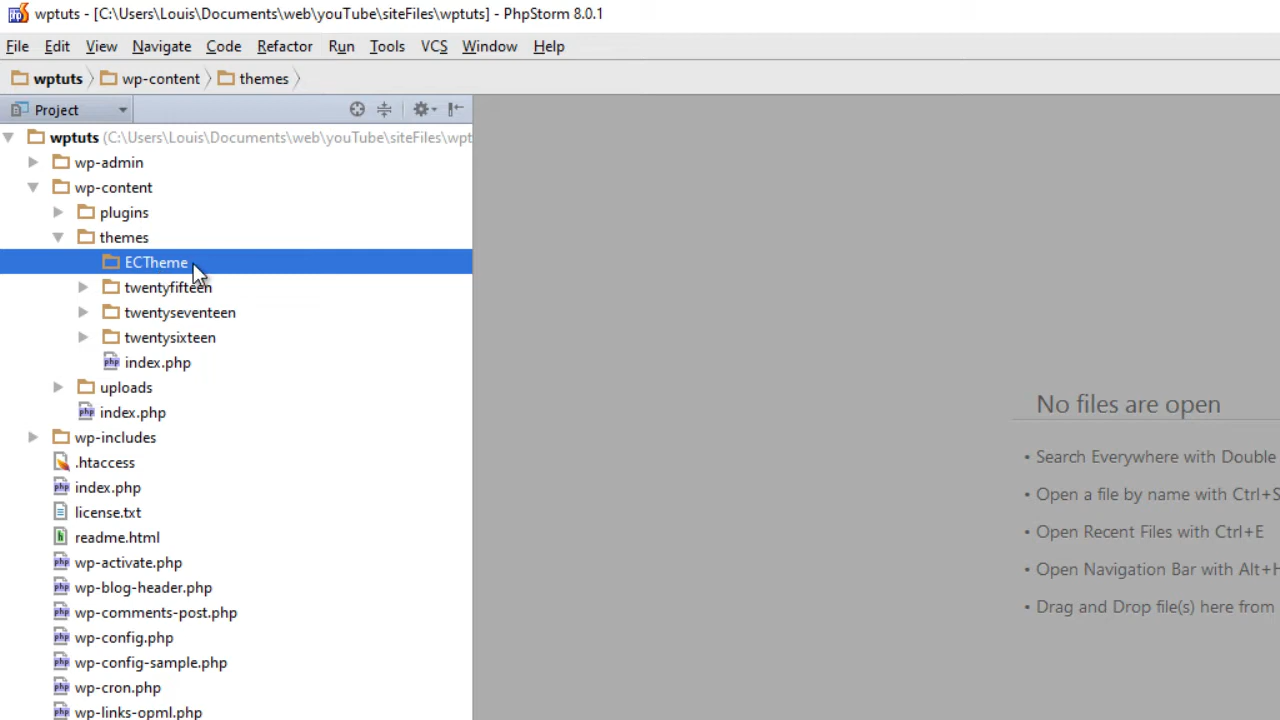 wptuts - [C:\Users\Louis\Documents\web\youTube\siteFiles\wptuts] - PhpStorm 8.0.1
File Edit View Navigate Code Refactor Run Tools VCS Window Help
wptuts wp-content themes
Project
wptuts (C:\Users\Louis\Documents\web\youTube\siteFiles\wpt
wp-admin
wp-content
plugins
themes
ECTheme
twentyfifteen
twentyseventeen
twentysixteen
index.php
uploads
index.php
wp-includes
.htaccess
index.php
license.txt
readme.html
wp-activate.php
wp-blog-header.php
wp-comments-post.php
wp-config.php
wp-config-sample.php
wp-cron.php
wp-links-opml.php
No files are open
• Search Everywhere with Double
• Open a file by name with Ctrl+S
• Open Recent Files with Ctrl+E
• Open Navigation Bar with Alt+H
• Drag and Drop file(s) here from